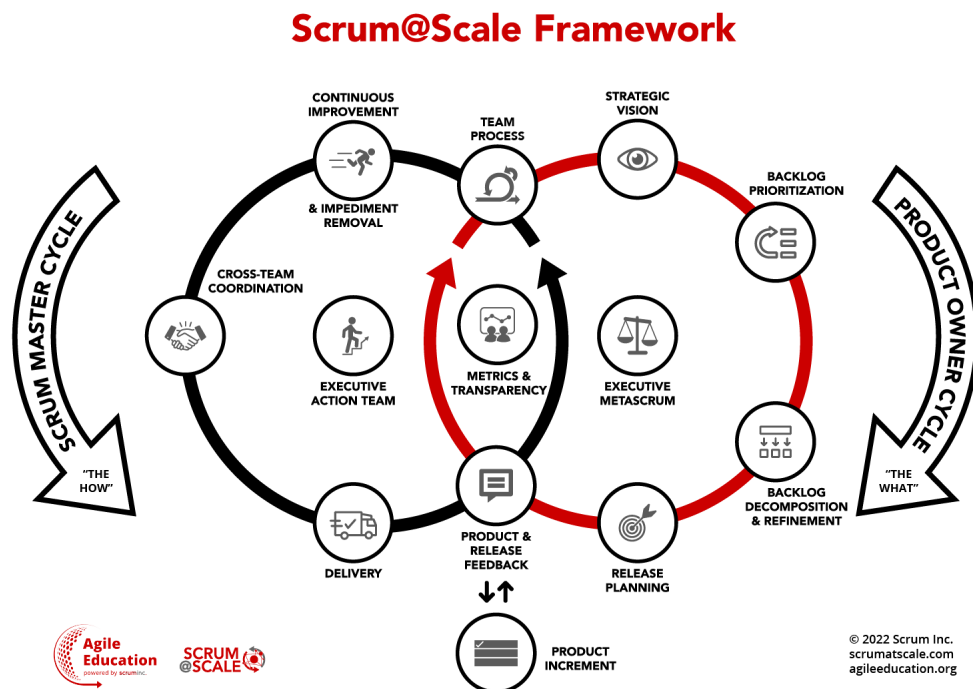 Scrum@Scale Framework
CONTINUOUS
IMPROVEMENT
& IMPEDIMENT
REMOVAL
TEAM
PROCESS
STRATEGIC
VISION
BACKLOG
PRIORITIZATION
SCRUM MASTER CYCLE
"THE
HOW"
CROSS-TEAM
COORDINATION
EXECUTIVE
ACTION TEAM
METRICS &
TRANSPARENCY
EXECUTIVE
METASCRUM
PRODUCT OWNER CYCLE
"THE
WHAT"
BACKLOG
DECOMPOSITION
& REFINEMENT
DELIVERY
PRODUCT &
RELEASE
FEEDBACK
RELEASE
PLANNING
PRODUCT
INCREMENT
Agile
Education
powered by scruminc.
SCRUM
@SCALE
© 2022 Scrum Inc.
scrumatscale.com
agileeducation.org